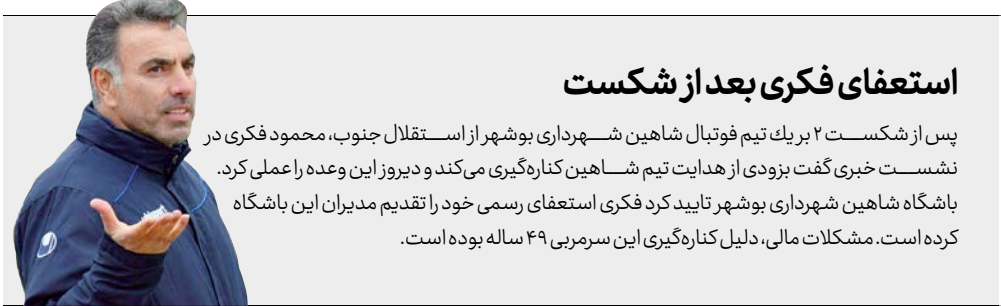 استعفای فکری بعد از شکست
پس از شکست ۲ بر یك تیم فوتبال شاهین شهرداری بوشهر از استقلال جنوب، محمود فکری در
نشست خبری گفت بزودی از هدایت تیم شاهین کناره‌گیری می‌کند و دیروز این وعده را عملی کرد.
باشگاه شاهین شهرداری بوشهر تایید کرد فکری استعفای رسمی خود را تقدیم مدیران این باشگاه
کرده است. مشکلات مالی، دلیل کناره‌گیری این سرمربی ۴۹ ساله بوده است.